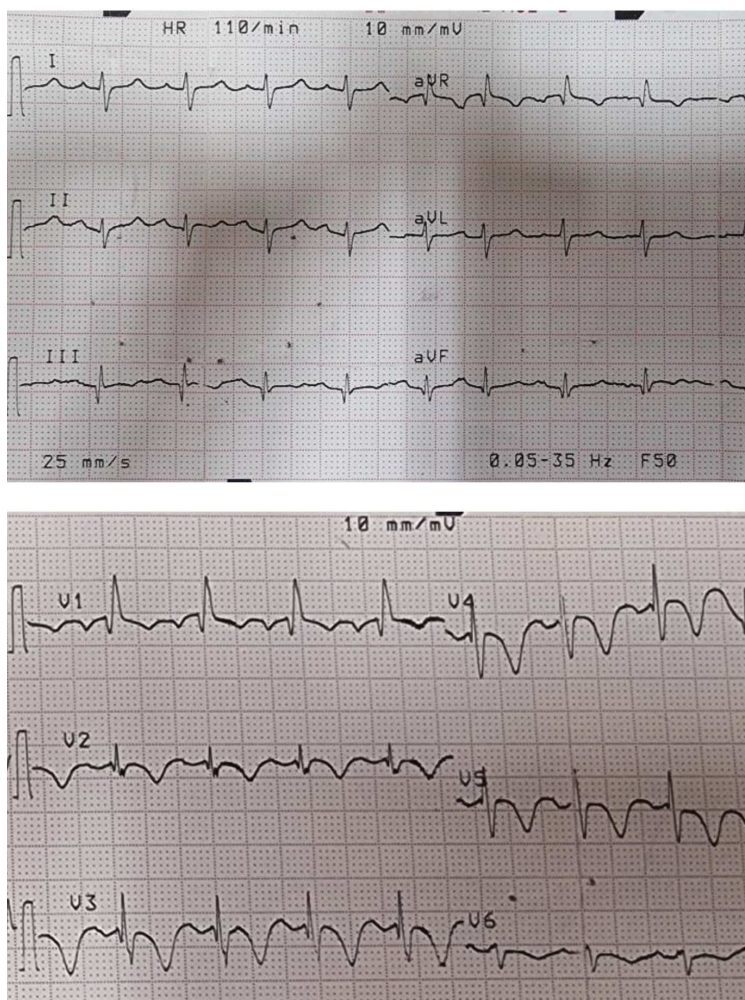 HR 110/min 10 mm/mV
I aVR
II aVL
III aVF
25 mm/s 0.05-35 Hz F50
10 mm/mV
V1 V4
V2 V5
V3 V6